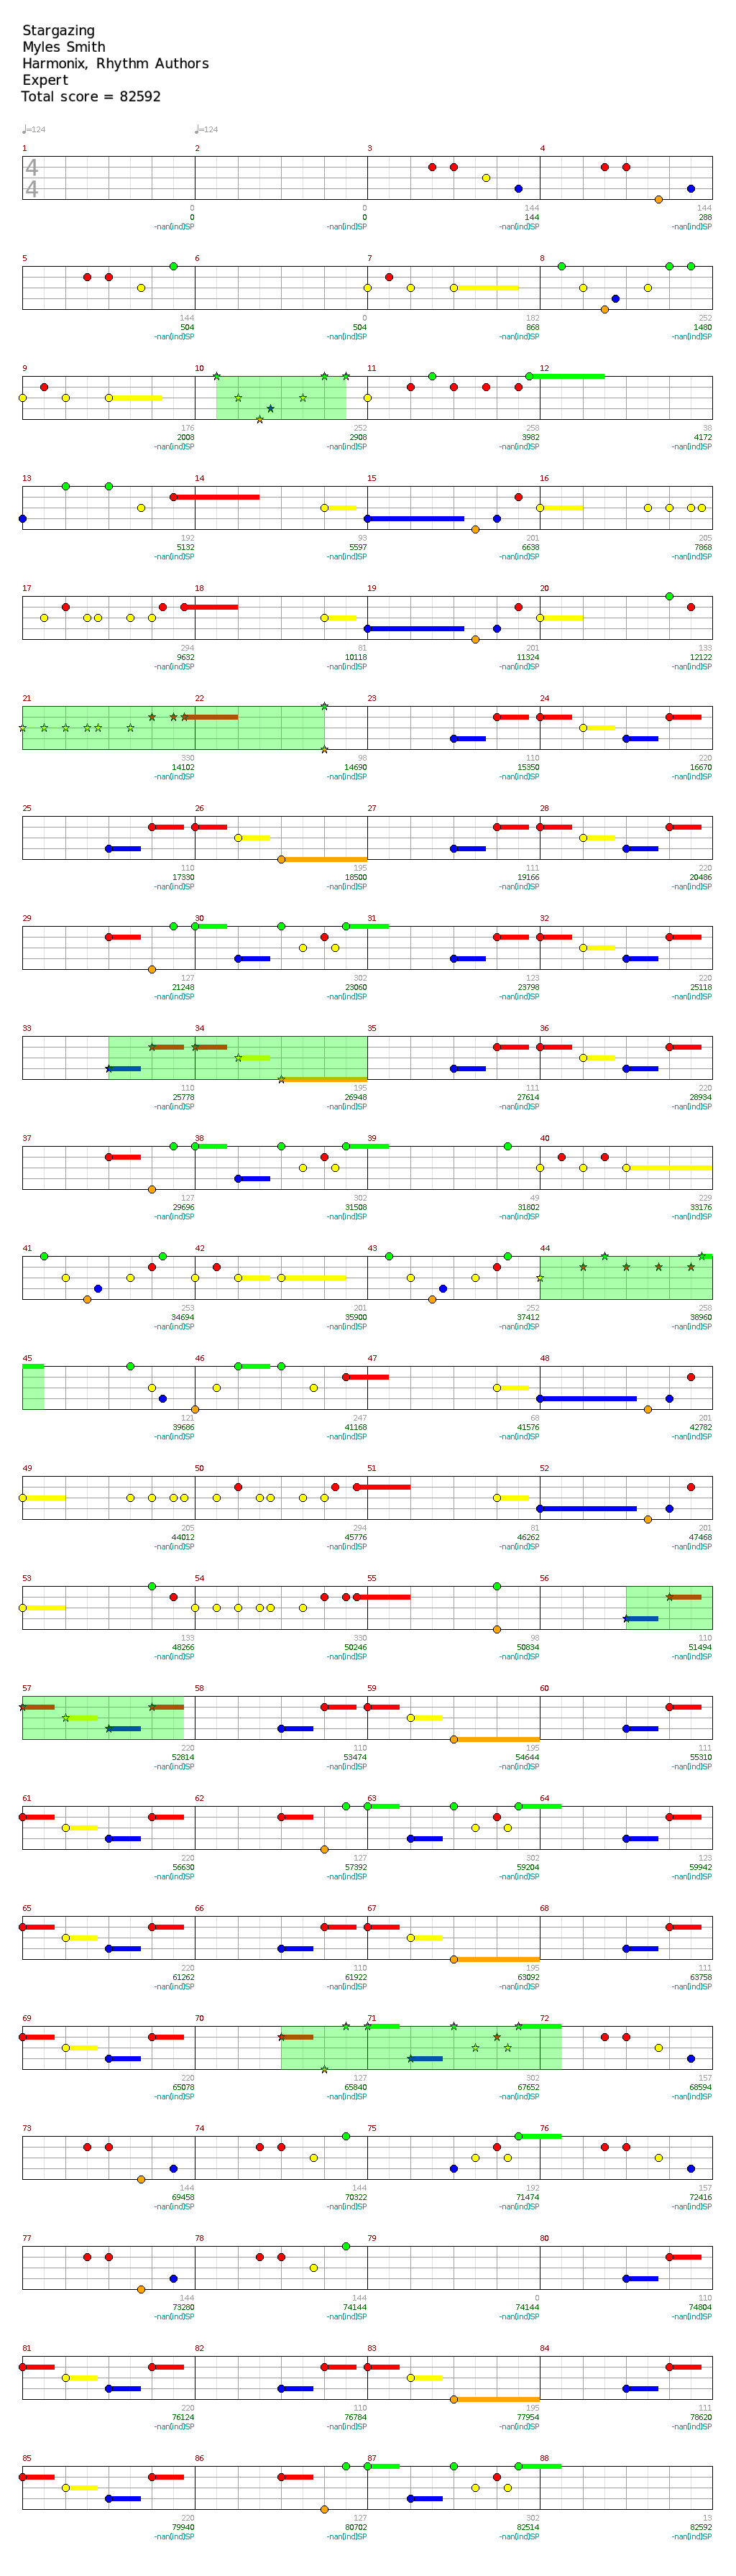 Stargazing
Myles Smith
Harmonix, Rhythm Authors
Expert
Total score = 82592
♩=124 ♩=124
1 2 3 4
4
4
0 0 144 144
0 0 144 288
-nan(ind)SP -nan(ind)SP -nan(ind)SP -nan(ind)SP
5 6 7 8
144 0 182 252
504 504 868 1480
-nan(ind)SP -nan(ind)SP -nan(ind)SP -nan(ind)SP
9 10 11 12
176 252 258 38
2008 2908 3982 4172
-nan(ind)SP -nan(ind)SP -nan(ind)SP -nan(ind)SP
13 14 15 16
192 93 201 205
5132 5597 6638 7868
-nan(ind)SP -nan(ind)SP -nan(ind)SP -nan(ind)SP
17 18 19 20
294 81 201 133
9632 10118 11324 12122
-nan(ind)SP -nan(ind)SP -nan(ind)SP -nan(ind)SP
21 22 23 24
330 98 110 220
14102 14690 15350 16670
-nan(ind)SP -nan(ind)SP -nan(ind)SP -nan(ind)SP
25 26 27 28
110 195 111 220
17330 18500 19166 20486
-nan(ind)SP -nan(ind)SP -nan(ind)SP -nan(ind)SP
29 30 31 32
127 302 123 220
21248 23060 23798 25118
-nan(ind)SP -nan(ind)SP -nan(ind)SP -nan(ind)SP
33 34 35 36
110 195 111 220
25778 26948 27614 28934
-nan(ind)SP -nan(ind)SP -nan(ind)SP -nan(ind)SP
37 38 39 40
127 302 49 229
29696 31508 31802 33176
-nan(ind)SP -nan(ind)SP -nan(ind)SP -nan(ind)SP
41 42 43 44
253 201 252 258
34694 35900 37412 38960
-nan(ind)SP -nan(ind)SP -nan(ind)SP -nan(ind)SP
45 46 47 48
121 247 68 201
39686 41168 41576 42782
-nan(ind)SP -nan(ind)SP -nan(ind)SP -nan(ind)SP
49 50 51 52
205 294 81 201
44012 45776 46262 47468
-nan(ind)SP -nan(ind)SP -nan(ind)SP -nan(ind)SP
53 54 55 56
133 330 98 110
48266 50246 50834 51494
-nan(ind)SP -nan(ind)SP -nan(ind)SP -nan(ind)SP
57 58 59 60
220 110 195 111
52814 53474 54644 55310
-nan(ind)SP -nan(ind)SP -nan(ind)SP -nan(ind)SP
61 62 63 64
220 127 302 123
56630 57392 59204 59942
-nan(ind)SP -nan(ind)SP -nan(ind)SP -nan(ind)SP
65 66 67 68
220 110 195 111
61262 61922 63092 63758
-nan(ind)SP -nan(ind)SP -nan(ind)SP -nan(ind)SP
69 70 71 72
220 127 302 157
65078 65840 67652 68594
-nan(ind)SP -nan(ind)SP -nan(ind)SP -nan(ind)SP
73 74 75 76
144 144 192 157
69458 70322 71474 72416
-nan(ind)SP -nan(ind)SP -nan(ind)SP -nan(ind)SP
77 78 79 80
144 144 0 110
73280 74144 74144 74804
-nan(ind)SP -nan(ind)SP -nan(ind)SP -nan(ind)SP
81 82 83 84
220 110 195 111
76124 76784 77954 78620
-nan(ind)SP -nan(ind)SP -nan(ind)SP -nan(ind)SP
85 86 87 88
220 127 302 13
79940 80702 82514 82592
-nan(ind)SP -nan(ind)SP -nan(ind)SP -nan(ind)SP